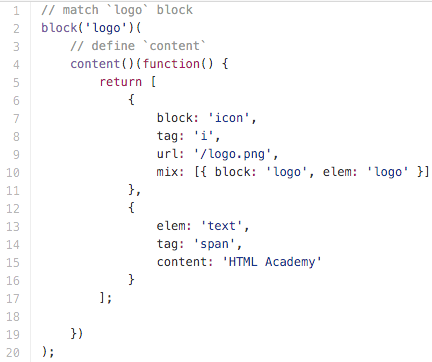 1 // match `logo` block
2 block('logo')(
3     // define `content`
4     content()(function() {
5         return [
6             {
7                 block: 'icon',
8                 tag: 'i',
9                 url: '/logo.png',
10                 mix: [{ block: 'logo', elem: 'logo' }]
11             },
12             {
13                 elem: 'text',
14                 tag: 'span',
15                 content: 'HTML Academy'
16             }
17         ];
18
19     })
20 );